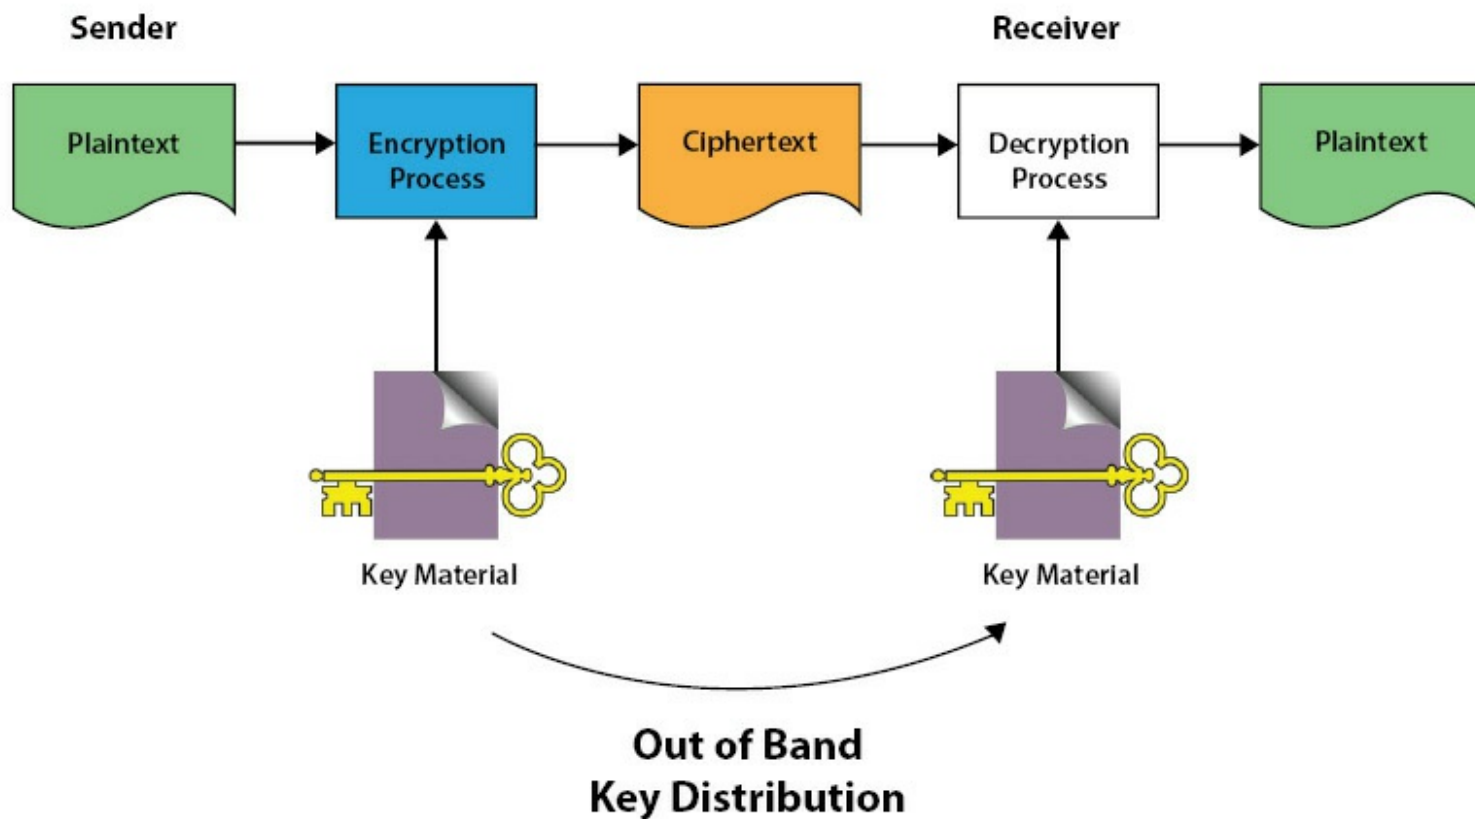 Sender
Receiver
Plaintext
Encryption
Process
Ciphertext
Decryption
Process
Plaintext
Key Material
Key Material
Out of Band
Key Distribution